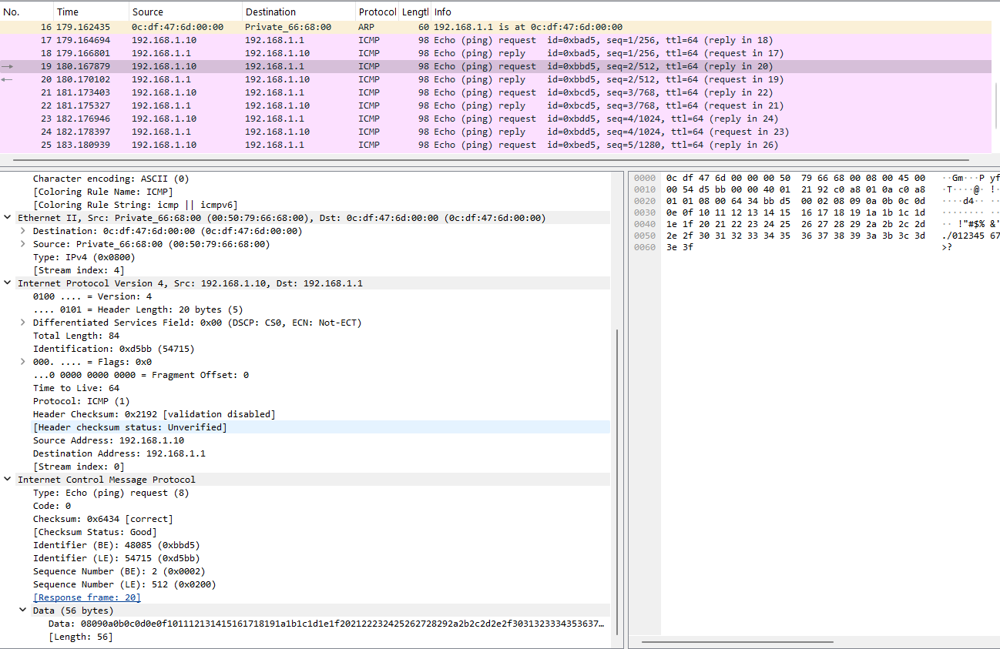 No. Time Source Destination Protocol Lengtl Info
16 179.162435 0c:df:47:6d:00:00 Private_66:68:00 ARP 60 192.168.1.1 is at 0c:df:47:6d:00:00
17 179.164694 192.168.1.10 192.168.1.1 ICMP 98 Echo (ping) request id=0xbad5, seq=1/256, ttl=64 (reply in 18)
18 179.166801 192.168.1.1 192.168.1.10 ICMP 98 Echo (ping) reply id=0xbad5, seq=1/256, ttl=64 (request in 17)
19 180.167879 192.168.1.10 192.168.1.1 ICMP 98 Echo (ping) request id=0xbbd5, seq=2/512, ttl=64 (reply in 20)
20 180.170102 192.168.1.1 192.168.1.10 ICMP 98 Echo (ping) reply id=0xbbd5, seq=2/512, ttl=64 (request in 19)
21 181.173403 192.168.1.10 192.168.1.1 ICMP 98 Echo (ping) request id=0xbcd5, seq=3/768, ttl=64 (reply in 22)
22 181.175327 192.168.1.1 192.168.1.10 ICMP 98 Echo (ping) reply id=0xbcd5, seq=3/768, ttl=64 (request in 21)
23 182.176946 192.168.1.10 192.168.1.1 ICMP 98 Echo (ping) request id=0xbdd5, seq=4/1024, ttl=64 (reply in 24)
24 182.178397 192.168.1.1 192.168.1.10 ICMP 98 Echo (ping) reply id=0xbdd5, seq=4/1024, ttl=64 (request in 23)
25 183.180939 192.168.1.10 192.168.1.1 ICMP 98 Echo (ping) request id=0xbed5, seq=5/1280, ttl=64 (reply in 26)
Character encoding: ASCII (0)
[Coloring Rule Name: ICMP]
[Coloring Rule String: icmp || icmpv6]
Ethernet II, Src: Private_66:68:00 (00:50:79:66:68:00), Dst: 0c:df:47:6d:00:00 (0c:df:47:6d:00:00)
Destination: 0c:df:47:6d:00:00 (0c:df:47:6d:00:00)
Source: Private_66:68:00 (00:50:79:66:68:00)
Type: IPv4 (0x0800)
[Stream index: 4]
Internet Protocol Version 4, Src: 192.168.1.10, Dst: 192.168.1.1
0100 .... = Version: 4
.... 0101 = Header Length: 20 bytes (5)
Differentiated Services Field: 0x00 (DSCP: CS0, ECN: Not-ECT)
Total Length: 84
Identification: 0xd5bb (54715)
000. .... = Flags: 0x0
...0 0000 0000 0000 = Fragment Offset: 0
Time to Live: 64
Protocol: ICMP (1)
Header Checksum: 0x2192 [validation disabled]
[Header checksum status: Unverified]
Source Address: 192.168.1.10
Destination Address: 192.168.1.1
[Stream index: 0]
Internet Control Message Protocol
Type: Echo (ping) request (8)
Code: 0
Checksum: 0x6434 [correct]
[Checksum Status: Good]
Identifier (BE): 48085 (0xbbd5)
Identifier (LE): 54715 (0xd5bb)
Sequence Number (BE): 2 (0x0002)
Sequence Number (LE): 512 (0x0200)
[Response frame: 20]
Data (56 bytes)
Data: 08090a0b0c0d0e0f101112131415161718191a1b1c1d1e1f202122232425262728292a2b2c2d2e2f3031323334353637…
[Length: 56]
0000 0c df 47 6d 00 00 00 50 79 66 68 00 08 00 45 00 ··Gm···P yf
0010 00 54 d5 bb 00 00 40 01 21 92 c0 a8 01 0a c0 a8 ·T····@· !·
0020 01 01 08 00 64 34 bb d5 00 02 08 09 0a 0b 0c 0d ····d4·· ··
0030 0e 0f 10 11 12 13 14 15 16 17 18 19 1a 1b 1c 1d ········ ··
0040 1e 1f 20 21 22 23 24 25 26 27 28 29 2a 2b 2c 2d ·· !"#$% &'
0050 2e 2f 30 31 32 33 34 35 36 37 38 39 3a 3b 3c 3d ./012345 67
0060 3e 3f >?